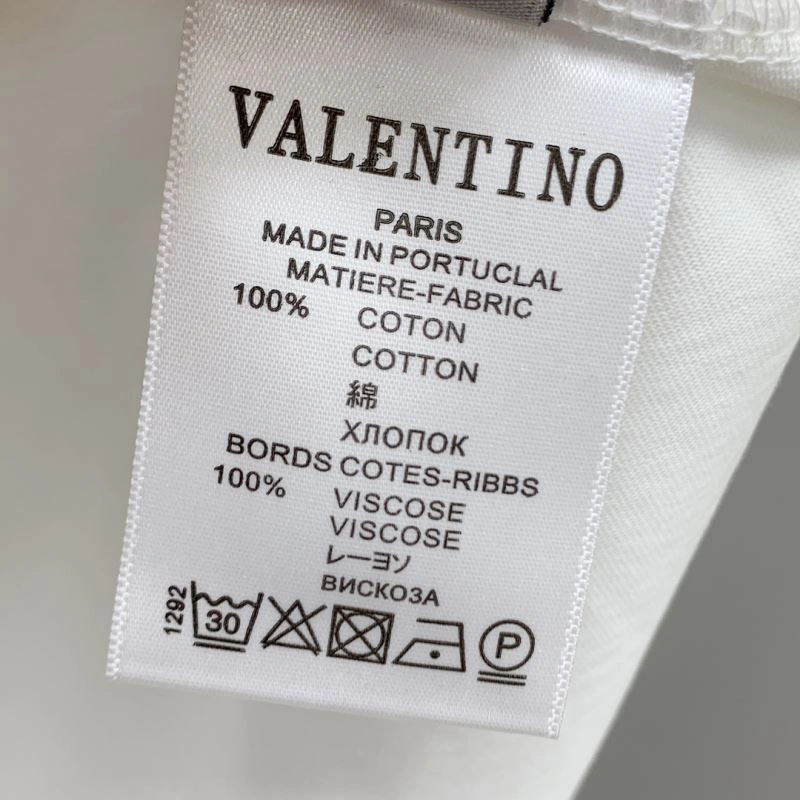 VALENTINO
PARIS
MADE IN PORTUCLAL
MATIERE-FABRIC
100% COTON
COTTON
綿
ХЛОПОК
BORDS COTES-RIBBS
100% VISCOSE
VISCOSE
レーヨソ
ВИСКОЗА
1292 30 P